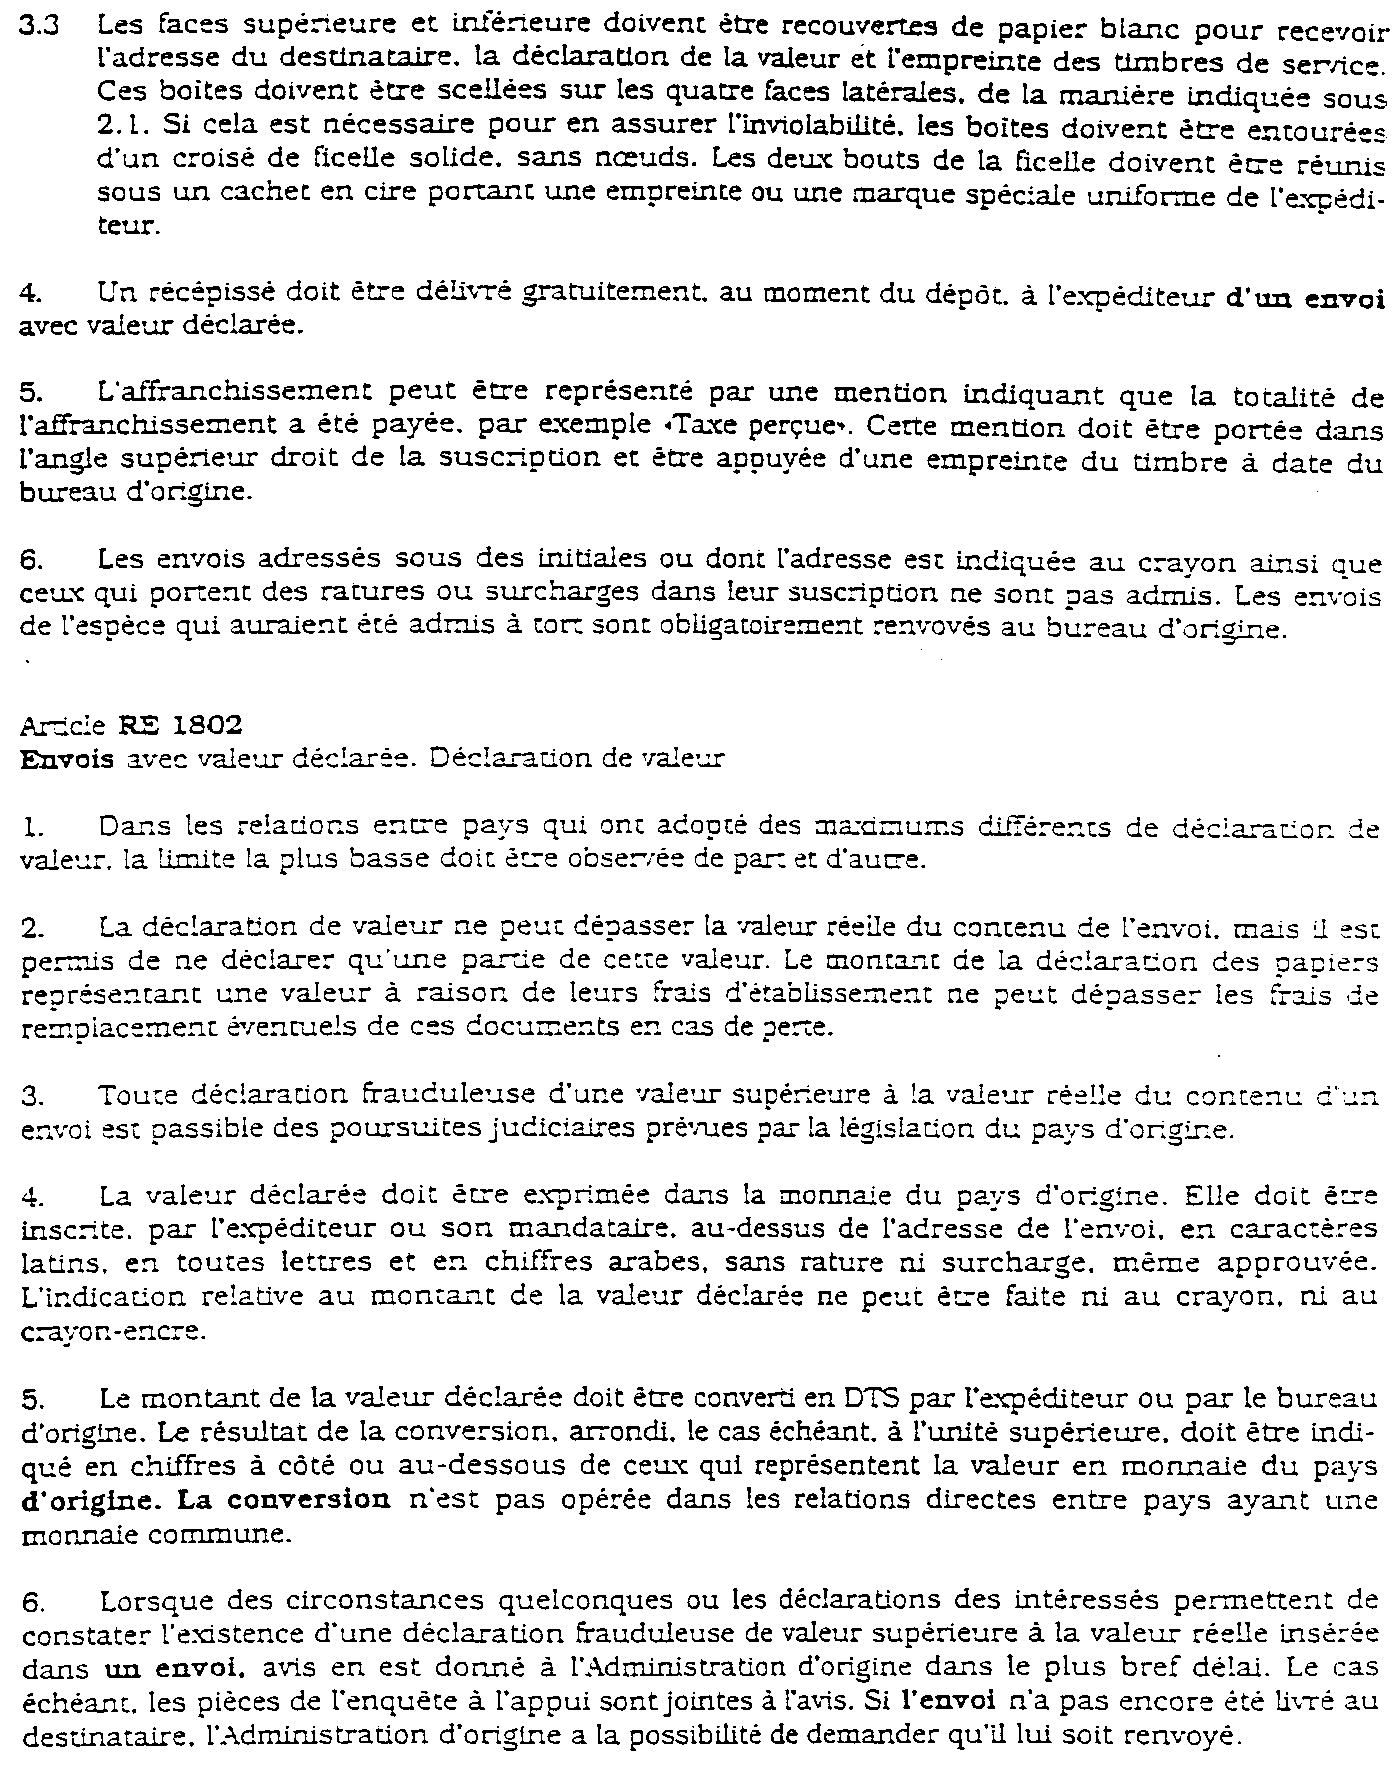 3.3 Les faces supérieure et inférieure doivent être recouvertes de papier blanc pour recevoir
l'adresse du destinataire, la déclaration de la valeur et l'empreinte des timbres de service.
Ces boîtes doivent être scellées sur les quatre faces latérales, de la manière indiquée sous
2.1. Si cela est nécessaire pour en assurer l'inviolabilité, les boîtes doivent être entourées
d'un croisé de ficelle solide, sans nœuds. Les deux bouts de la ficelle doivent être réunis
sous un cachet en cire portant une empreinte ou une marque spéciale uniforme de l'expédi-
teur.
4. Un récépissé doit être délivré gratuitement, au moment du dépôt, à l'expéditeur d'un envoi
avec valeur déclarée.
5. L'affranchissement peut être représenté par une mention indiquant que la totalité de
l'affranchissement a été payée, par exemple «Taxe perçue». Cette mention doit être portée dans
l'angle supérieur droit de la suscription et être appuyée d'une empreinte du timbre à date du
bureau d'origine.
6. Les envois adressés sous des initiales ou dont l'adresse est indiquée au crayon ainsi que
ceux qui portent des ratures ou surcharges dans leur suscription ne sont pas admis. Les envois
de l'espèce qui auraient été admis à tort sont obligatoirement renvoyés au bureau d'origine.
Article RE 1802
Envois avec valeur déclarée. Déclaration de valeur
1. Dans les relations entre pays qui ont adopté des maximums différents de déclaration de
valeur, la limite la plus basse doit être observée de part et d'autre.
2. La déclaration de valeur ne peut dépasser la valeur réelle du contenu de l'envoi, mais il est
permis de ne déclarer qu'une partie de cette valeur. Le montant de la déclaration des papiers
représentant une valeur à raison de leurs frais d'établissement ne peut dépasser les frais de
remplacement éventuels de ces documents en cas de perte.
3. Toute déclaration frauduleuse d'une valeur supérieure à la valeur réelle du contenu d'un
envoi est passible des poursuites judiciaires prévues par la législation du pays d'origine.
4. La valeur déclarée doit être exprimée dans la monnaie du pays d'origine. Elle doit être
inscrite, par l'expéditeur ou son mandataire, au-dessus de l'adresse de l'envoi, en caractères
latins, en toutes lettres et en chiffres arabes, sans rature ni surcharge, même approuvée.
L'indication relative au montant de la valeur déclarée ne peut être faite ni au crayon, ni au
crayon-encre.
5. Le montant de la valeur déclarée doit être converti en DTS par l'expéditeur ou par le bureau
d'origine. Le résultat de la conversion, arrondi, le cas échéant, à l'unité supérieure, doit être indi-
qué en chiffres à côté ou au-dessous de ceux qui représentent la valeur en monnaie du pays
d'origine. La conversion n'est pas opérée dans les relations directes entre pays ayant une
monnaie commune.
6. Lorsque des circonstances quelconques ou les déclarations des intéressés permettent de
constater l'existence d'une déclaration frauduleuse de valeur supérieure à la valeur réelle insérée
dans un envoi, avis en est donné à l'Administration d'origine dans le plus bref délai. Le cas
échéant, les pièces de l'enquête à l'appui sont jointes à l'avis. Si l'envoi n'a pas encore été livré au
destinataire, l'Administration d'origine a la possibilité de demander qu'il lui soit renvoyé.